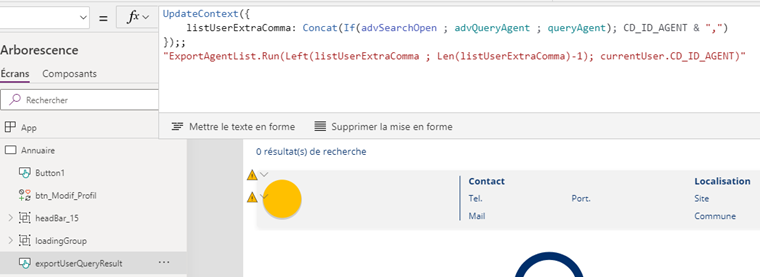 = fx
UpdateContext({
listUserExtraComma: Concat(If(advSearchOpen ; advQueryAgent ; queryAgent); CD_ID_AGENT & ",")
});;
"ExportAgentList.Run(Left(listUserExtraComma ; Len(listUserExtraComma)-1); currentUser.CD_ID_AGENT)"
Mettre le texte en forme
Supprimer la mise en forme
Arborescence
Écrans
Composants
Rechercher
App
Annuaire
Button1
btn_Modif_Profil
headBar_15
loadingGroup
exportUserQueryResult ...
0 résultat(s) de recherche
Contact
Tel.
Port.
Mail
Localisation
Site
Commune